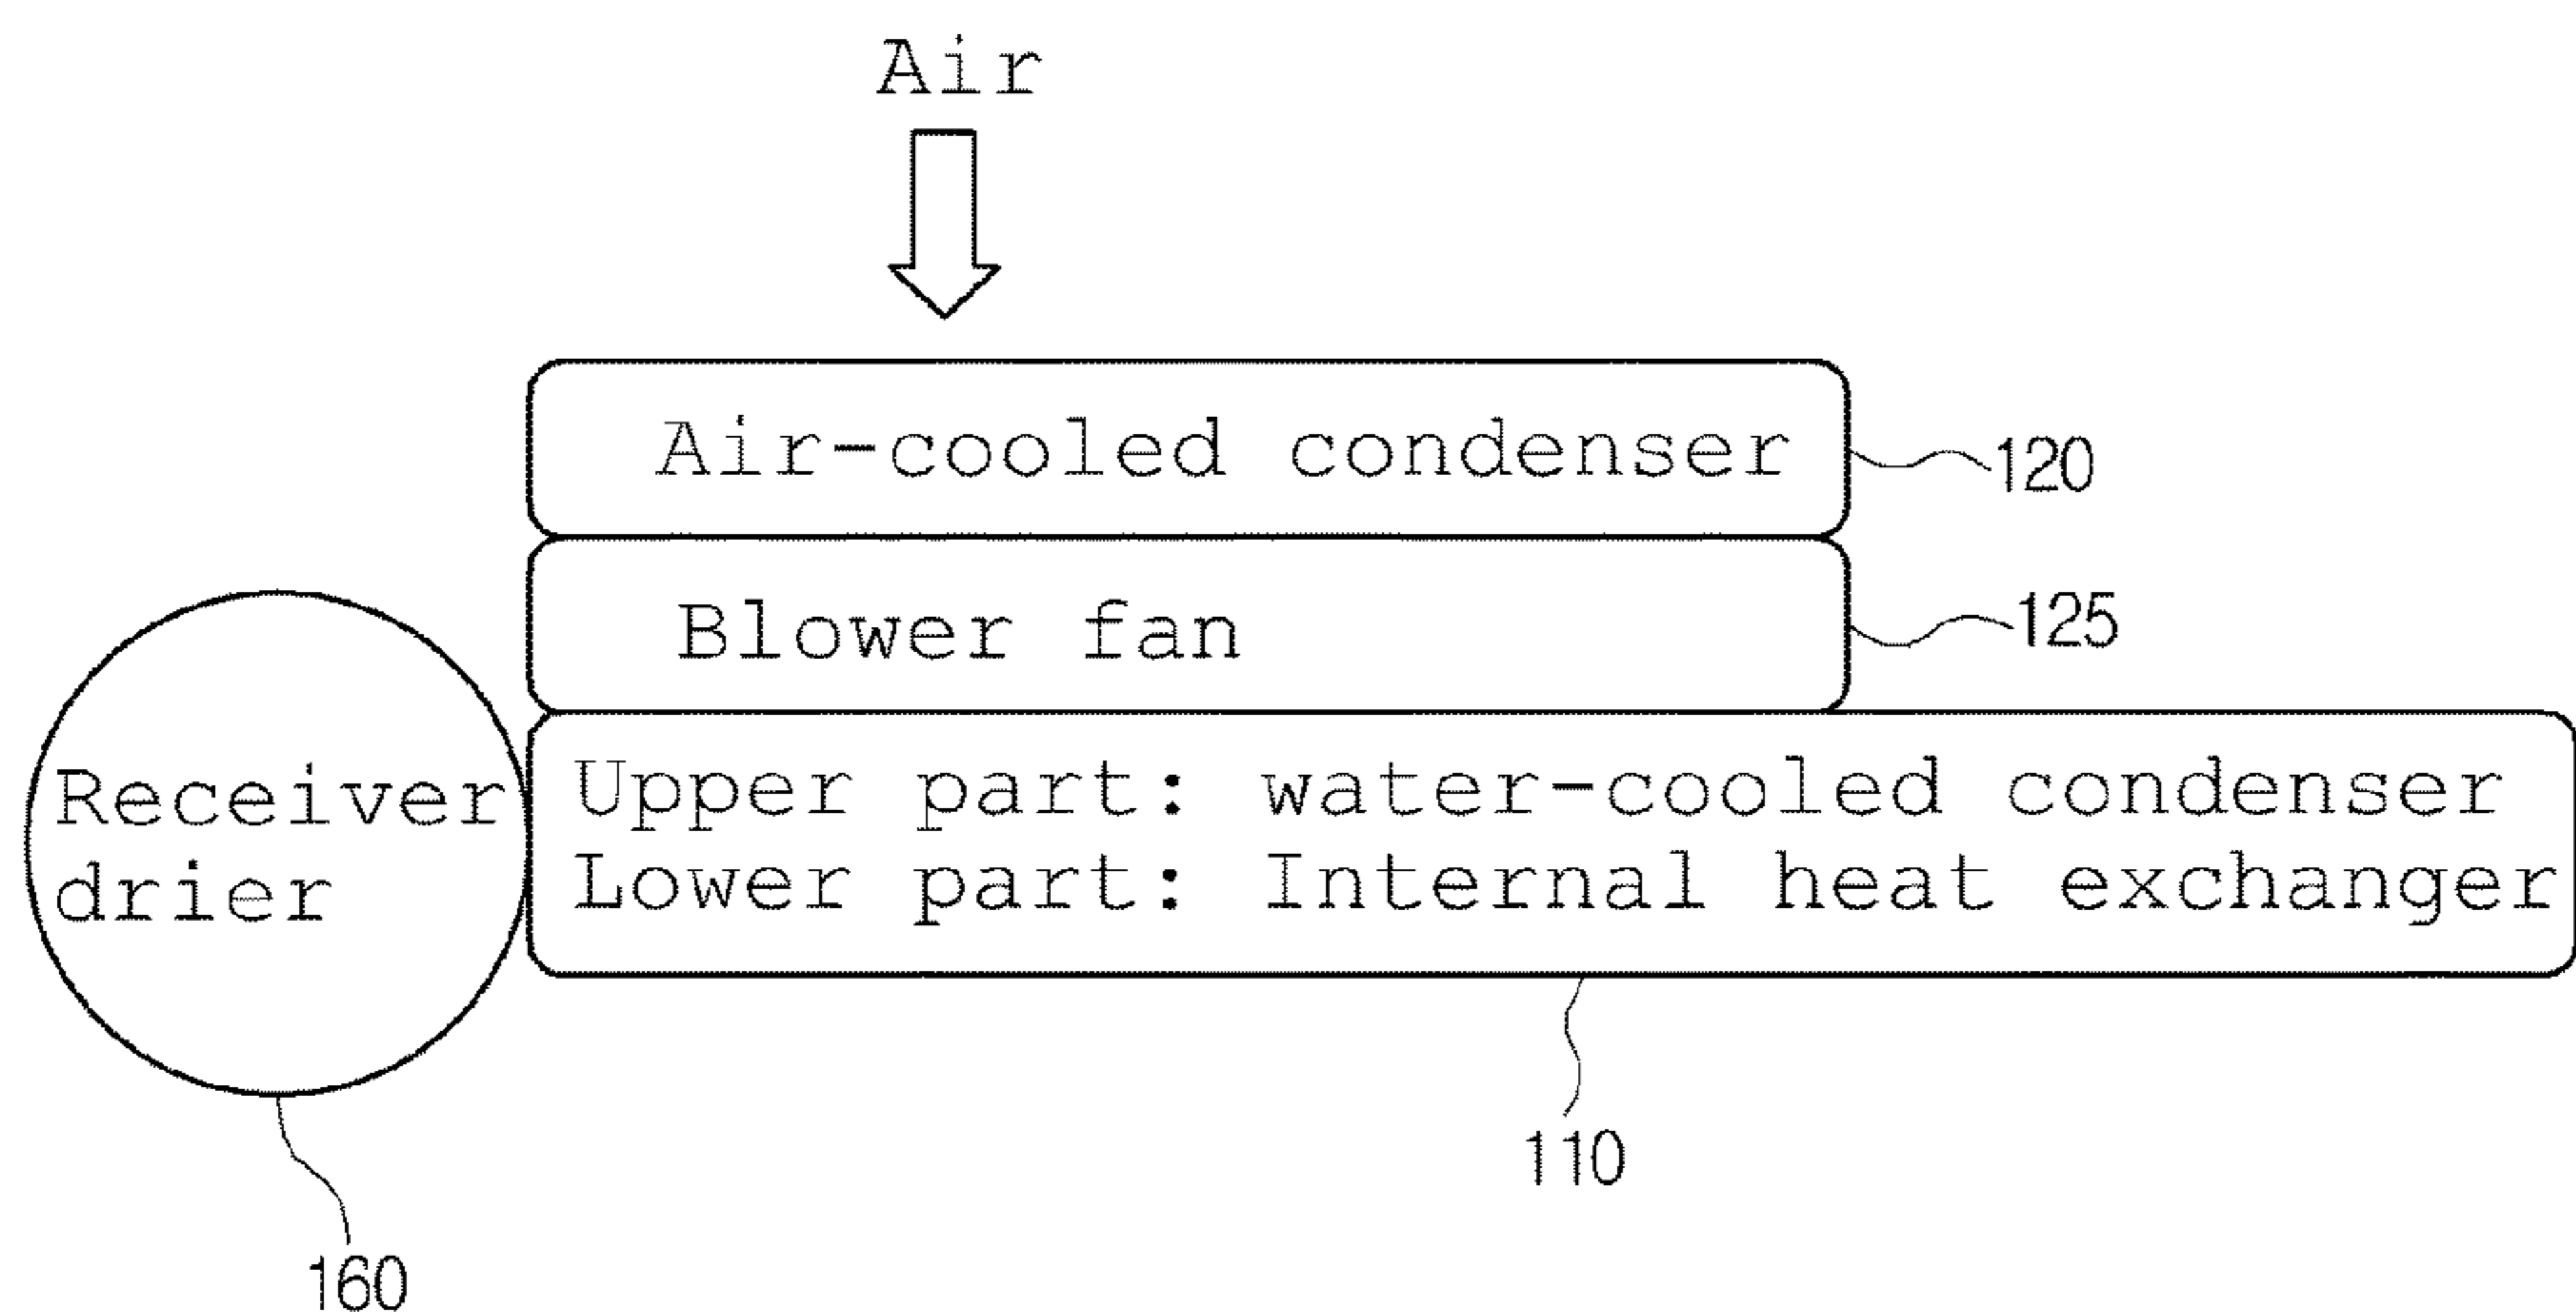 Air
Air-cooled condenser
120
Blower fan
125
Receiver
drier
Upper part: water-cooled condenser
Lower part: Internal heat exchanger
110
160